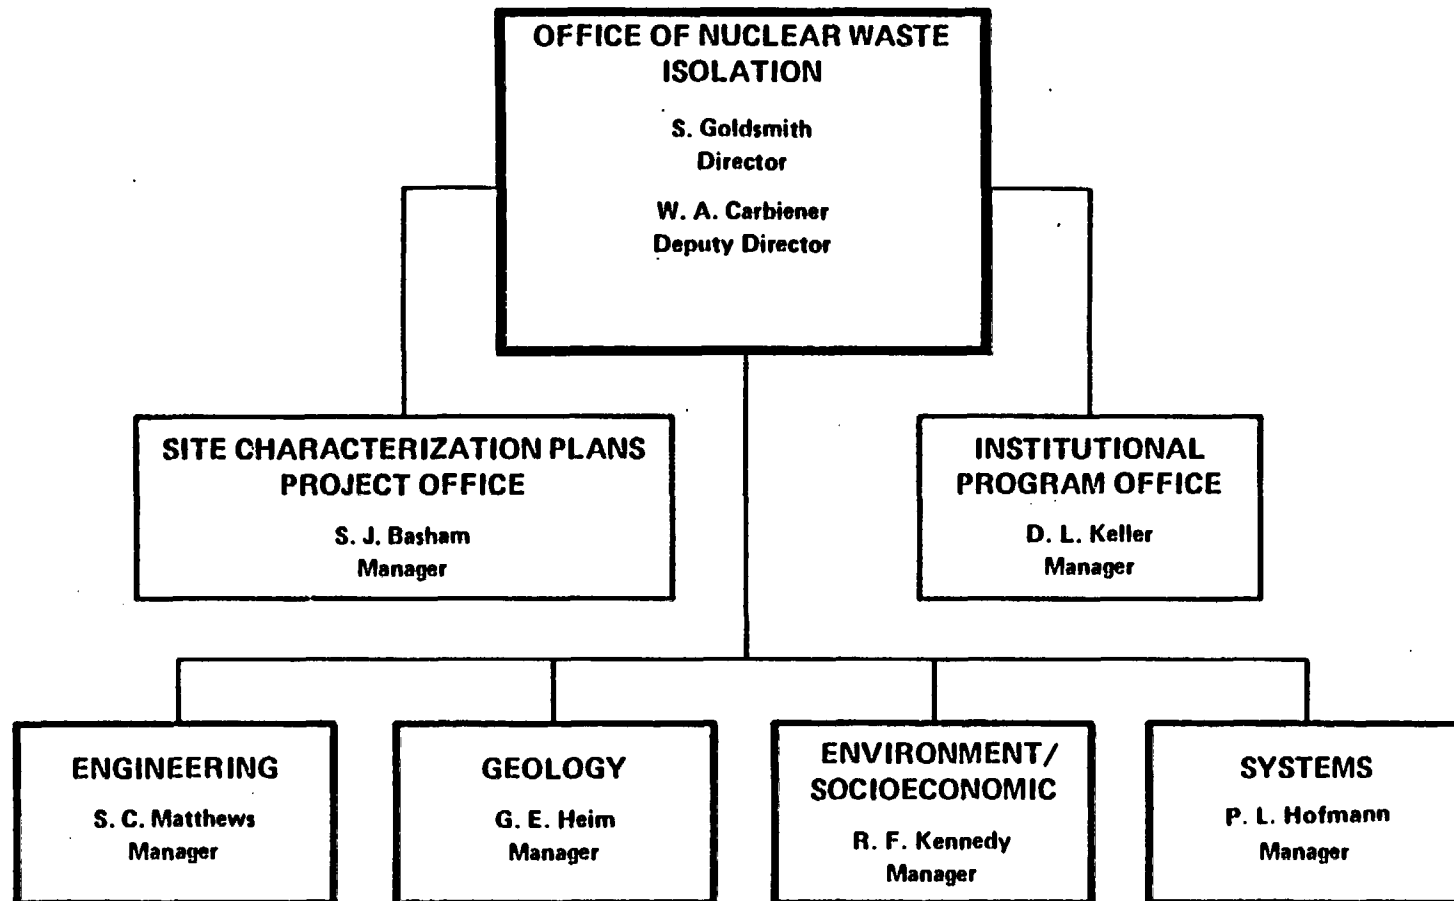 OFFICE OF NUCLEAR WASTE
ISOLATION
S. Goldsmith
Director
W. A. Carbiener
Deputy Director
SITE CHARACTERIZATION PLANS
PROJECT OFFICE
S. J. Basham
Manager
INSTITUTIONAL
PROGRAM OFFICE
D. L. Keller
Manager
ENGINEERING
S. C. Matthews
Manager
GEOLOGY
G. E. Heim
Manager
ENVIRONMENT/
SOCIOECONOMIC
R. F. Kennedy
Manager
SYSTEMS
P. L. Hofmann
Manager